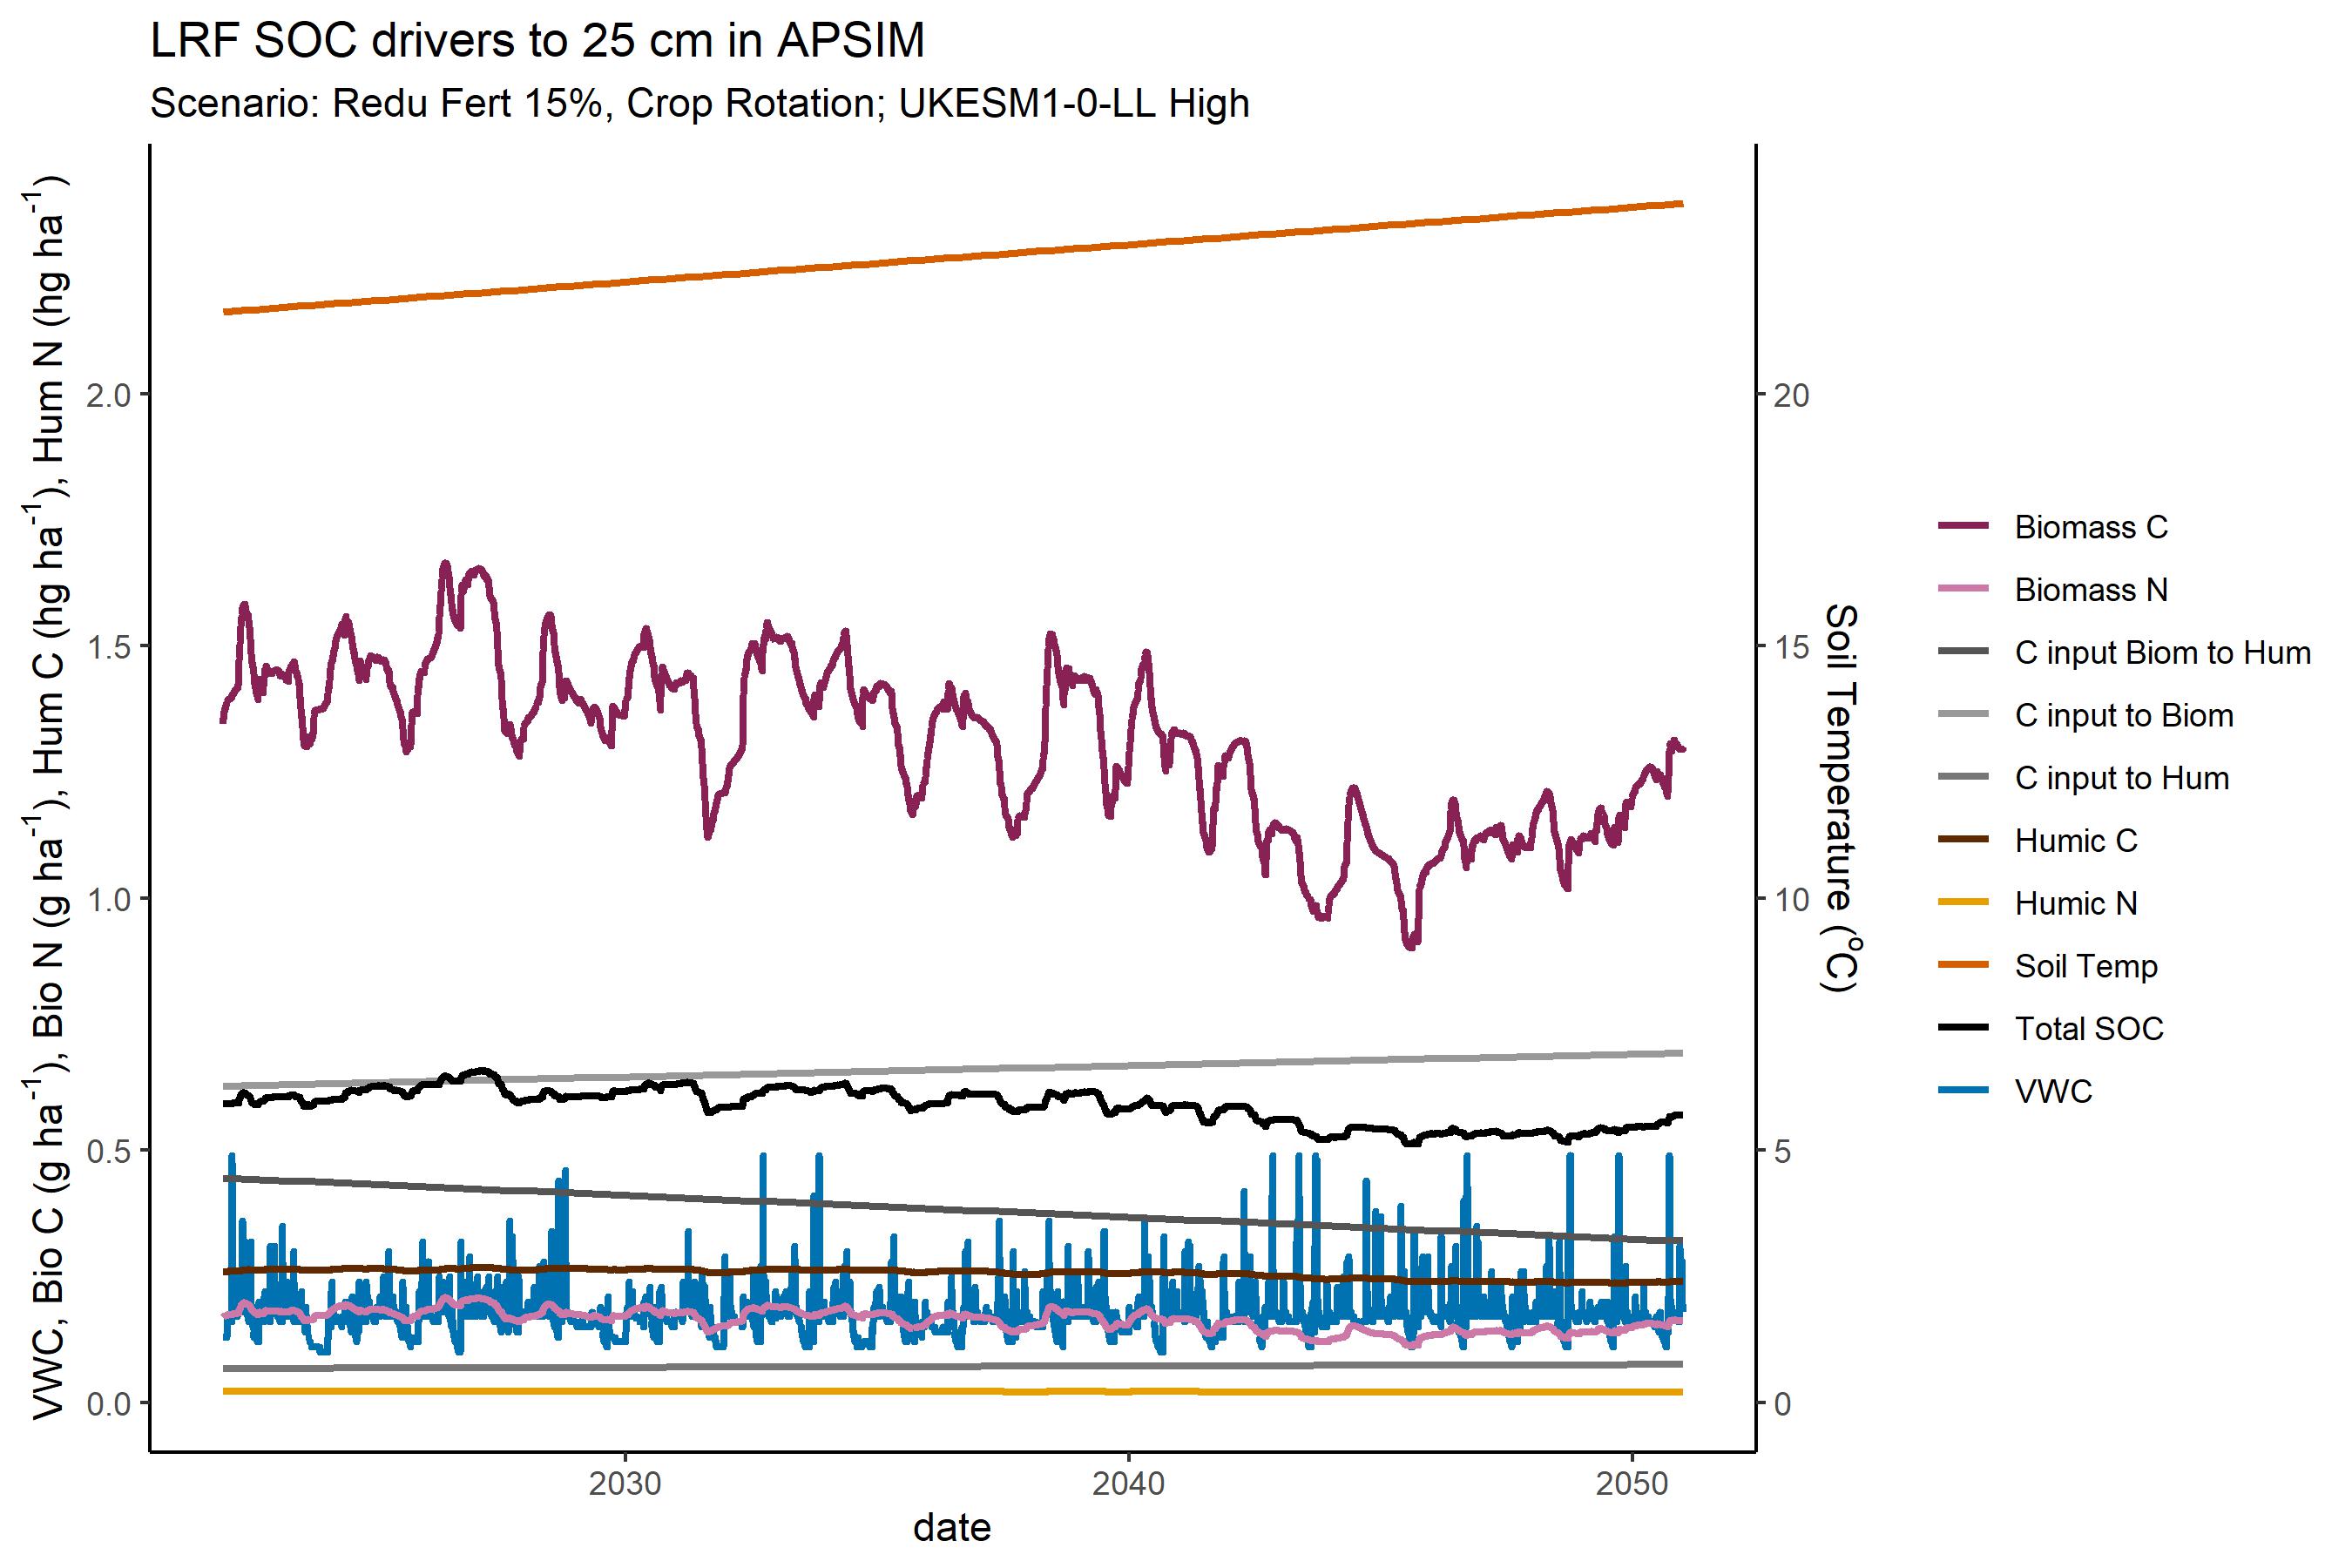 LRF SOC drivers to 25 cm in APSIM
Scenario: Redu Fert 15%, Crop Rotation; UKESM1-0-LL High
VWC, Bio C (g ha⁻¹), Bio N (g ha⁻¹), Hum C (hg ha⁻¹), Hum N (hg ha⁻¹)
2.0
1.5
1.0
0.5
0.0
20
15
10
5
0
Soil Temperature (°C)
2030
2040
2050
date
Biomass C
Biomass N
C input Biom to Hum
C input to Biom
C input to Hum
Humic C
Humic N
Soil Temp
Total SOC
VWC